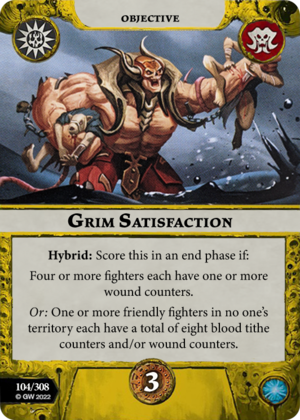 OBJECTIVE
GRIM SATISFACTION
Hybrid: Score this in an end phase if:
Four or more fighters each have one or more
wound counters.
Or: One or more friendly fighters in no one's
territory each have a total of eight blood tithe
counters and/or wound counters.
104/308
© GW 2022
3